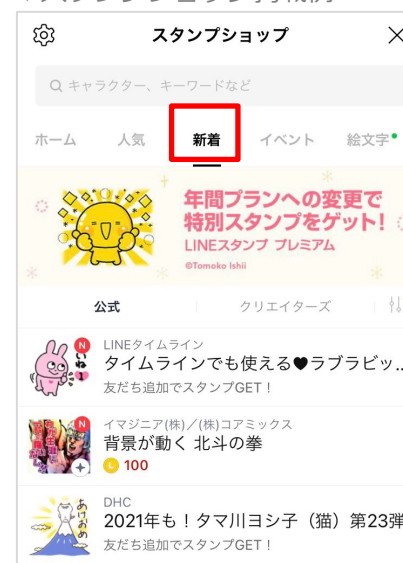 スタンプショップ
キャラクター、キーワードなど
ホーム 人気 新着 イベント 絵文字
年間プランへの変更で
特別スタンプをゲット!
LINEスタンプ プレミアム
©Tomoko Ishii
公式 クリエイターズ
LINEタイムライン
タイムラインでも使える♥ラブラビッ...
友だち追加でスタンプGET!
いいね
イマジニア(株)/(株)コアミックス
背景が動く 北斗の拳
L 100
DHC
2021年も!タマ川ヨシ子(猫)第23弾
友だち追加でスタンプGET!
あけおめ